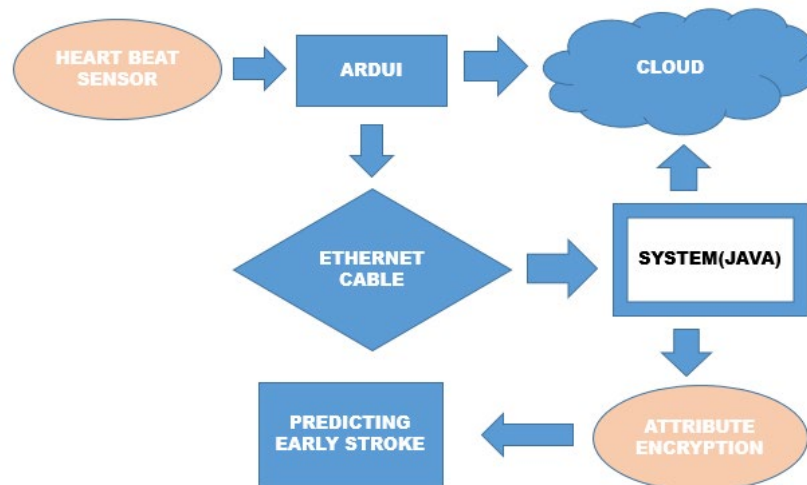 HEART BEAT
SENSOR
ARDUI
CLOUD
ETHERNET
CABLE
SYSTEM(JAVA)
PREDICTING
EARLY STROKE
ATTRIBUTE
ENCRYPTION